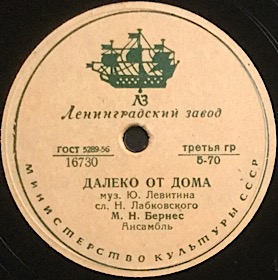 ЛЗ
Ленинградский завод
ГОСТ 5289-56 третья гр
16730 5-70
ДАЛЕКО ОТ ДОМА
муз. Ю. Левитина
сл. Н. Лабковского
М. Н. Бернес
Ансамбль
МИНИСТЕРСТВО КУЛЬТУРЫ СССР